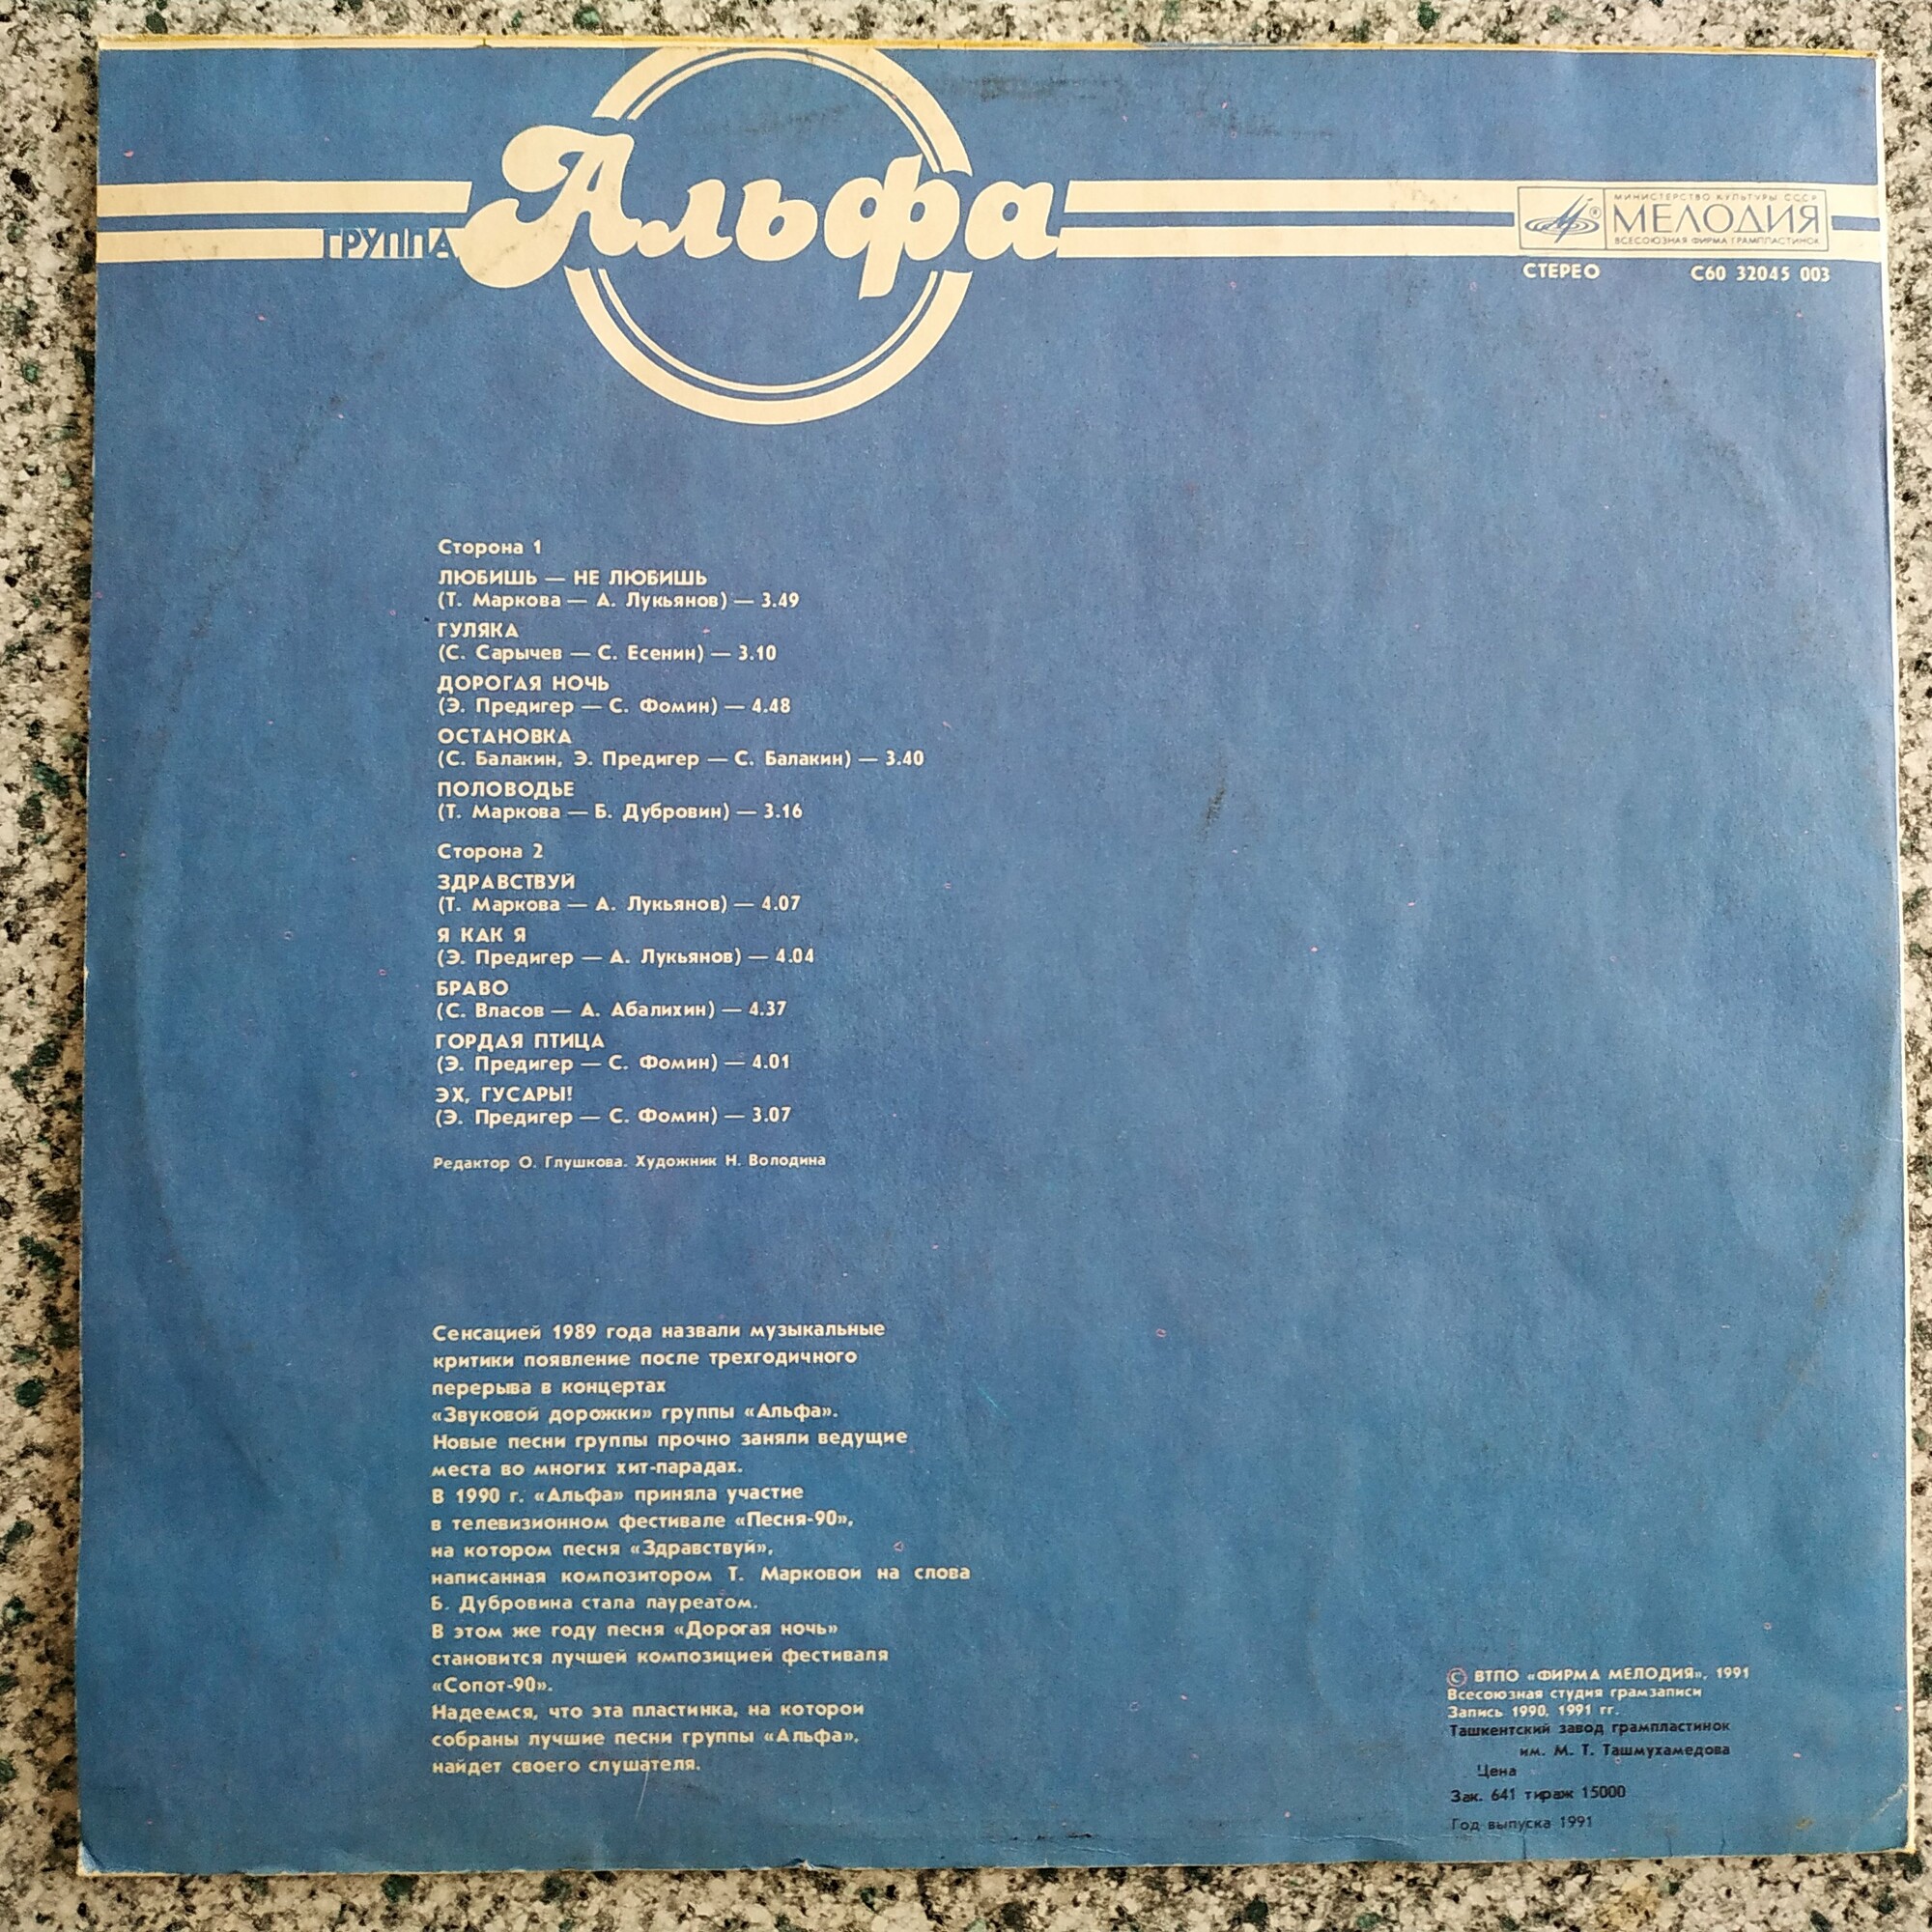 ГРУППА Альфа
МИНИСТЕРСТВО КУЛЬТУРЫ СССР
МЕЛОДИЯ
ВСЕСОЮЗНАЯ ФИРМА ГРАМПЛАСТИНОК
СТЕРЕО С60 32045 003
Сторона 1
ЛЮБИШЬ — НЕ ЛЮБИШЬ
(Т. Маркова — А. Лукьянов) — 3.49
ГУЛЯКА
(С. Сарычев — С. Есенин) — 3.10
ДОРОГАЯ НОЧЬ
(Э. Предигер — С. Фомин) — 4.48
ОСТАНОВКА
(С. Балакин, Э. Предигер — С. Балакин) — 3.40
ПОЛОВОДЬЕ
(Т. Маркова — Б. Дубровин) — 3.16
Сторона 2
ЗДРАВСТВУЙ
(Т. Маркова — А. Лукьянов) — 4.07
Я КАК Я
(Э. Предигер — А. Лукьянов) — 4.04
БРАВО
(С. Власов — А. Абалихин) — 4.37
ГОРДАЯ ПТИЦА
(Э. Предигер — С. Фомин) — 4.01
ЭХ, ГУСАРЫ!
(Э. Предигер — С. Фомин) — 3.07
Редактор О. Глушкова. Художник Н. Володина
Сенсацией 1989 года назвали музыкальные
критики появление после трехгодичного
перерыва в концертах
«Звуковой дорожки» группы «Альфа».
Новые песни группы прочно заняли ведущие
места во многих хит-парадах.
В 1990 г. «Альфа» приняла участие
в телевизионном фестивале «Песня-90»,
на котором песня «Здравствуй»,
написанная композитором Т. Марковой на слова
Б. Дубровина стала лауреатом.
В этом же году песня «Дорогая ночь»
становится лучшей композицией фестиваля
«Сопот-90».
Надеемся, что эта пластинка, на которой
собраны лучшие песни группы «Альфа»,
найдет своего слушателя.
© ВТПО «ФИРМА МЕЛОДИЯ», 1991
Всесоюзная студия грамзаписи
Запись 1990, 1991 гг.
Ташкентский завод грампластинок
им. М. Т. Ташмухамедова
Цена
Зак. 641 тираж 15000
Год выпуска 1991